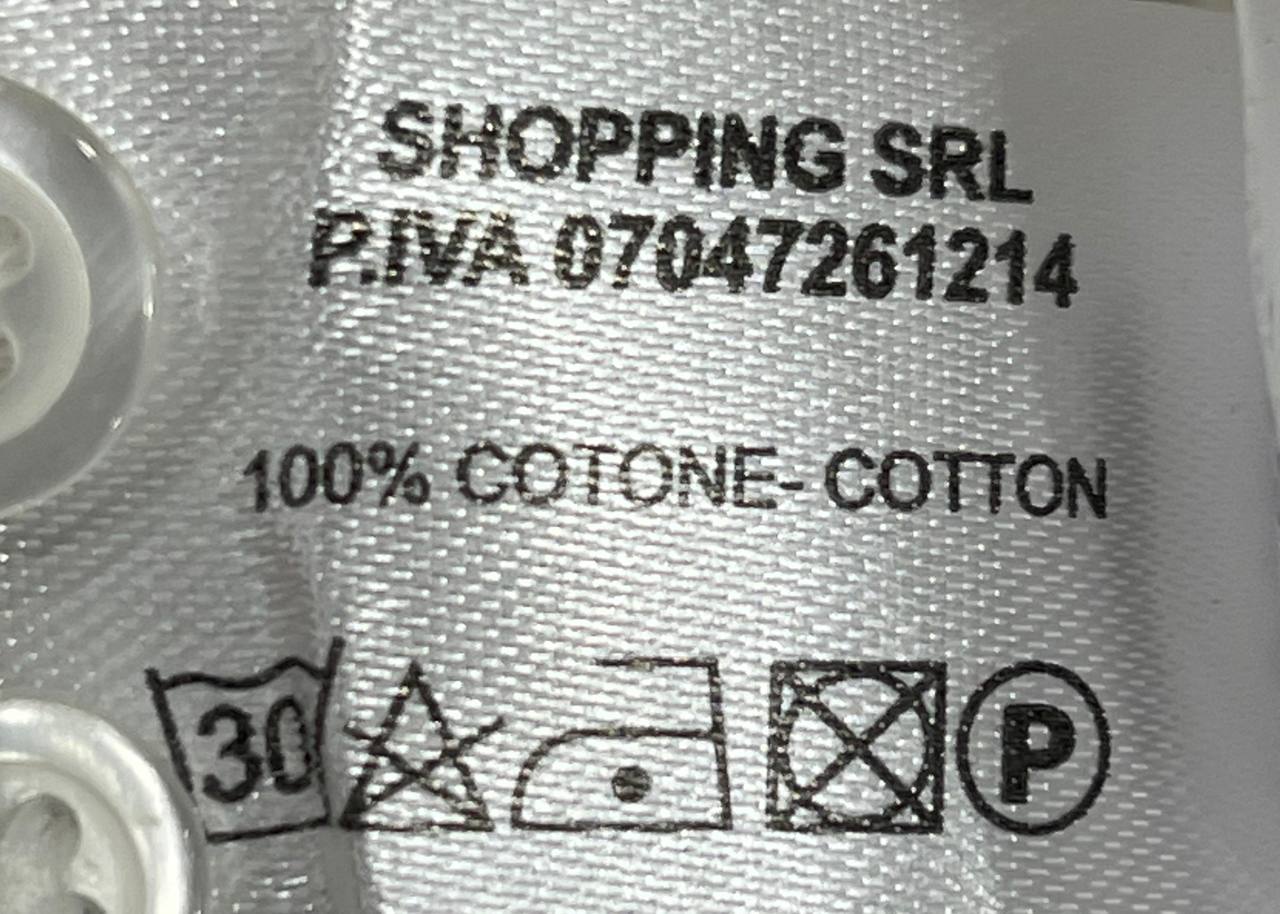 SHOPPING SRL
P.IVA 07047261214
100% COTONE- COTTON
30 P